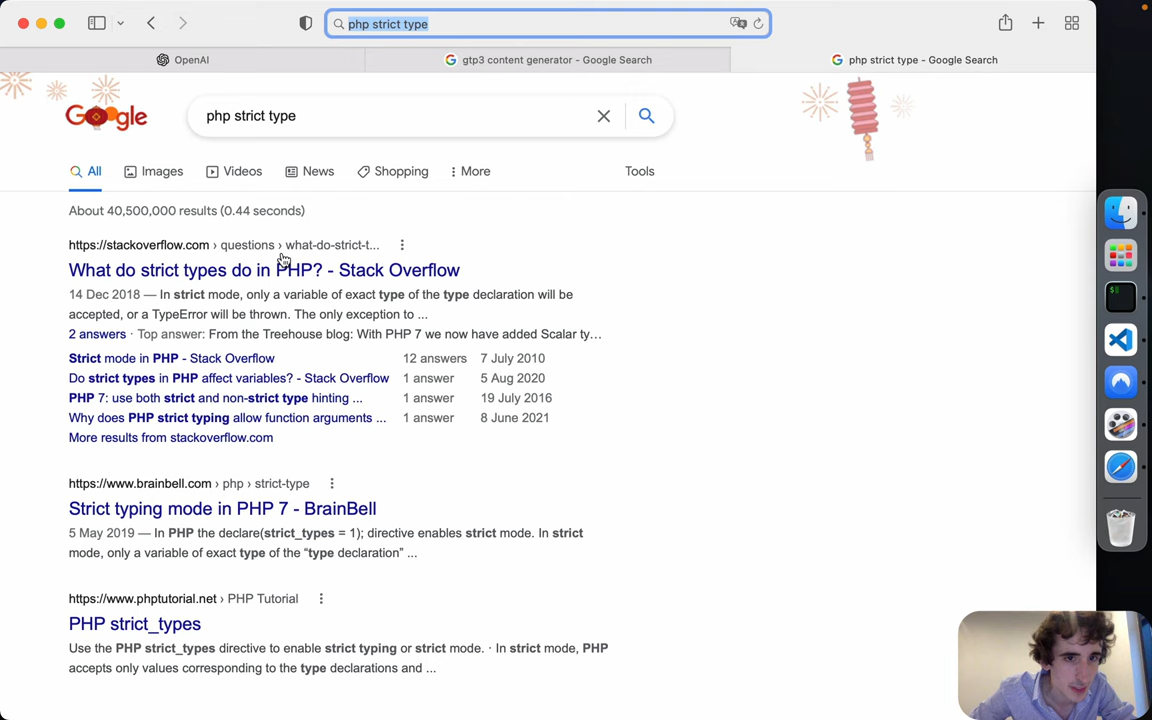 php strict type
OpenAI
gtp3 content generator - Google Search
php strict type - Google Search
Google
php strict type
All
Images
Videos
News
Shopping
More
Tools
About 40,500,000 results (0.44 seconds)
https://stackoverflow.com › questions › what-do-strict-t...
What do strict types do in PHP? - Stack Overflow
14 Dec 2018 — In strict mode, only a variable of exact type of the type declaration will be
accepted, or a TypeError will be thrown. The only exception to ...
2 answers · Top answer: From the Treehouse blog: With PHP 7 we now have added Scalar ty...
Strict mode in PHP - Stack Overflow 12 answers 7 July 2010
Do strict types in PHP affect variables? - Stack Overflow 1 answer 5 Aug 2020
PHP 7: use both strict and non-strict type hinting ... 1 answer 19 July 2016
Why does PHP strict typing allow function arguments ... 1 answer 8 June 2021
More results from stackoverflow.com
https://www.brainbell.com › php › strict-type
Strict typing mode in PHP 7 - BrainBell
5 May 2019 — In PHP the declare(strict_types = 1); directive enables strict mode. In strict
mode, only a variable of exact type of the “type declaration” ...
https://www.phptutorial.net › PHP Tutorial
PHP strict_types
Use the PHP strict_types directive to enable strict typing or strict mode. · In strict mode, PHP
accepts only values corresponding to the type declarations and ...